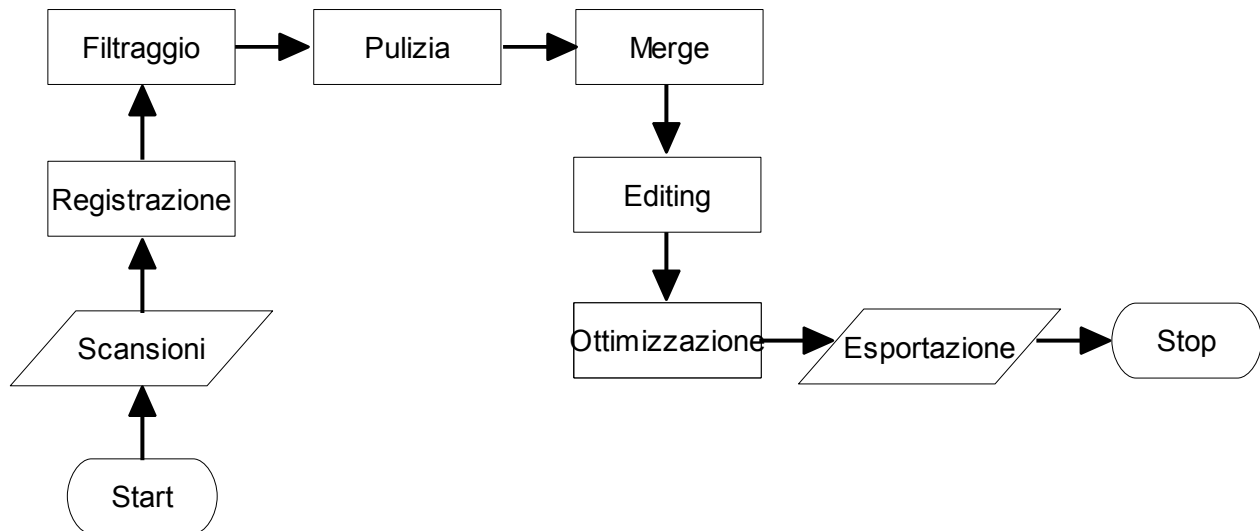 Filtraggio
Pulizia
Merge
Registrazione
Editing
Scansioni
Ottimizzazione
Esportazione
Stop
Start